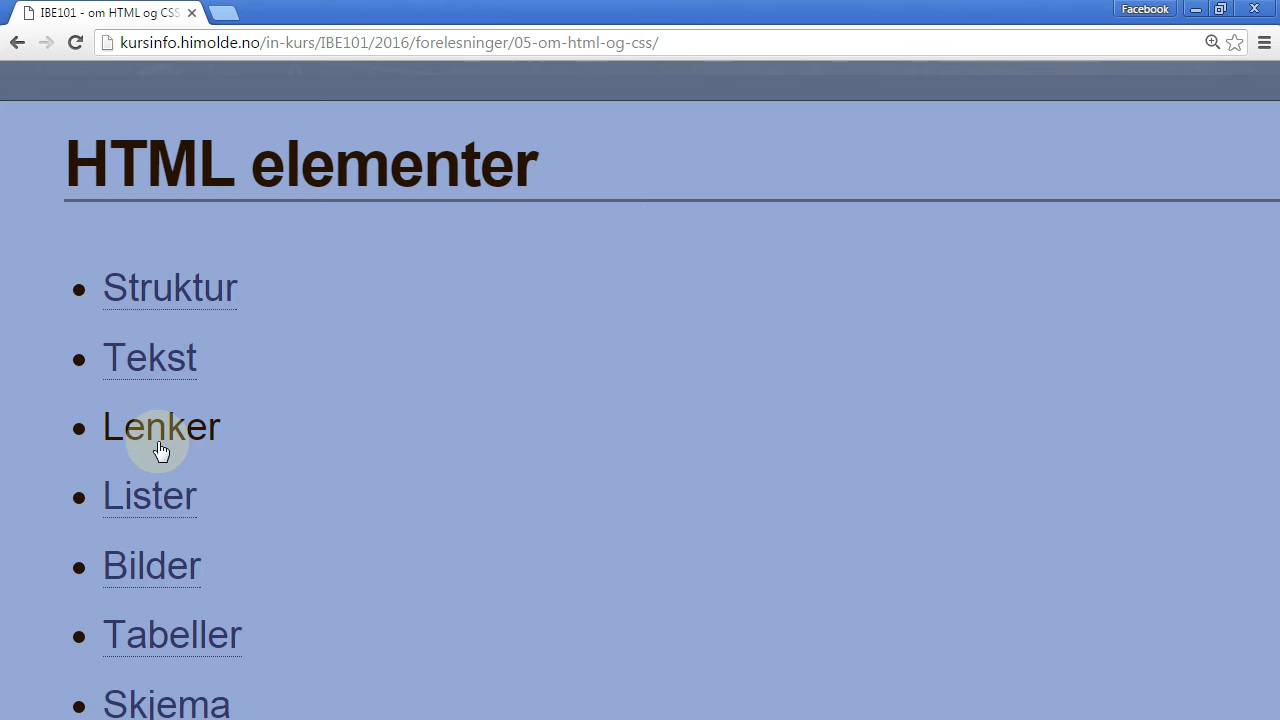 IBE101 - om HTML og CSS
Facebook
kursinfo.himolde.no/in-kurs/IBE101/2016/forelesninger/05-om-html-og-css/
HTML elementer
Struktur
Tekst
Lenker
Lister
Bilder
Tabeller
Skjema